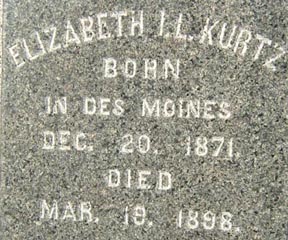 ELIZABETH I.L. KURTZ
BORN
IN DES MOINES
DEC. 20. 1871.
DIED
MAR. 19. 1898.